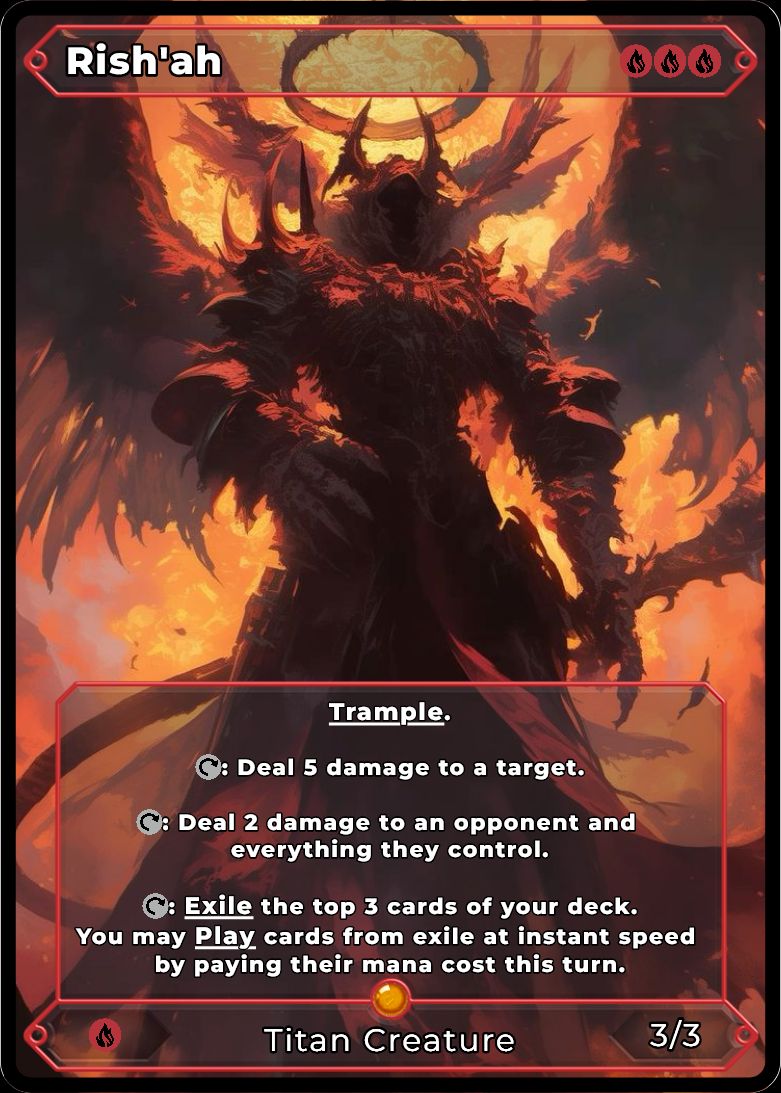 Rish'ah
Trample.
: Deal 5 damage to a target.
: Deal 2 damage to an opponent and
everything they control.
: Exile the top 3 cards of your deck.
You may Play cards from exile at instant speed
by paying their mana cost this turn.
Titan Creature
3/3